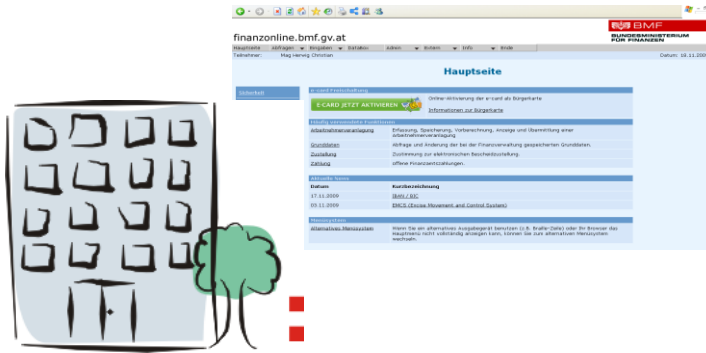 BMF
finanzonline.bmf.gv.at
BUNDESMINISTERIUM
FÜR FINANZEN
Hauptseite Abfragen Eingaben DataBox Admin Extern Info Ende
Teilnehmer: Mag Herwig Christian Datum: 18.11.200
Hauptseite
Sicherheit
e-card Freischaltung
E-CARD JETZT AKTIVIEREN
Online-Aktivierung der e-card als Bürgerkarte
Informationen zur Bürgerkarte
Häufig verwendete Funktionen
Arbeitnehmerveranlagung Erfassung, Speicherung, Vorberechnung, Anzeige und Übermittlung einer
Arbeitnehmerveranlagung
Grunddaten Abfrage und Änderung der bei der Finanzverwaltung gespeicherten Grunddaten.
Zustellung Zustimmung zur elektronischen Bescheidzustellung.
Zahlung offene Finanzamtszahlungen.
Aktuelle News
Datum Kurzbezeichnung
17.11.2009 IBAN / BIC
03.11.2009 EMCS (Excise Movement and Control System)
Menüsystem
Alternatives Menüsystem Wenn Sie ein alternatives Ausgabegerät benutzen (z.B. Braille-Zeile) oder Ihr Browser das
Hauptmenü nicht vollständig anzeigen kann, können Sie zum alternativen Menüsystem
wechseln.